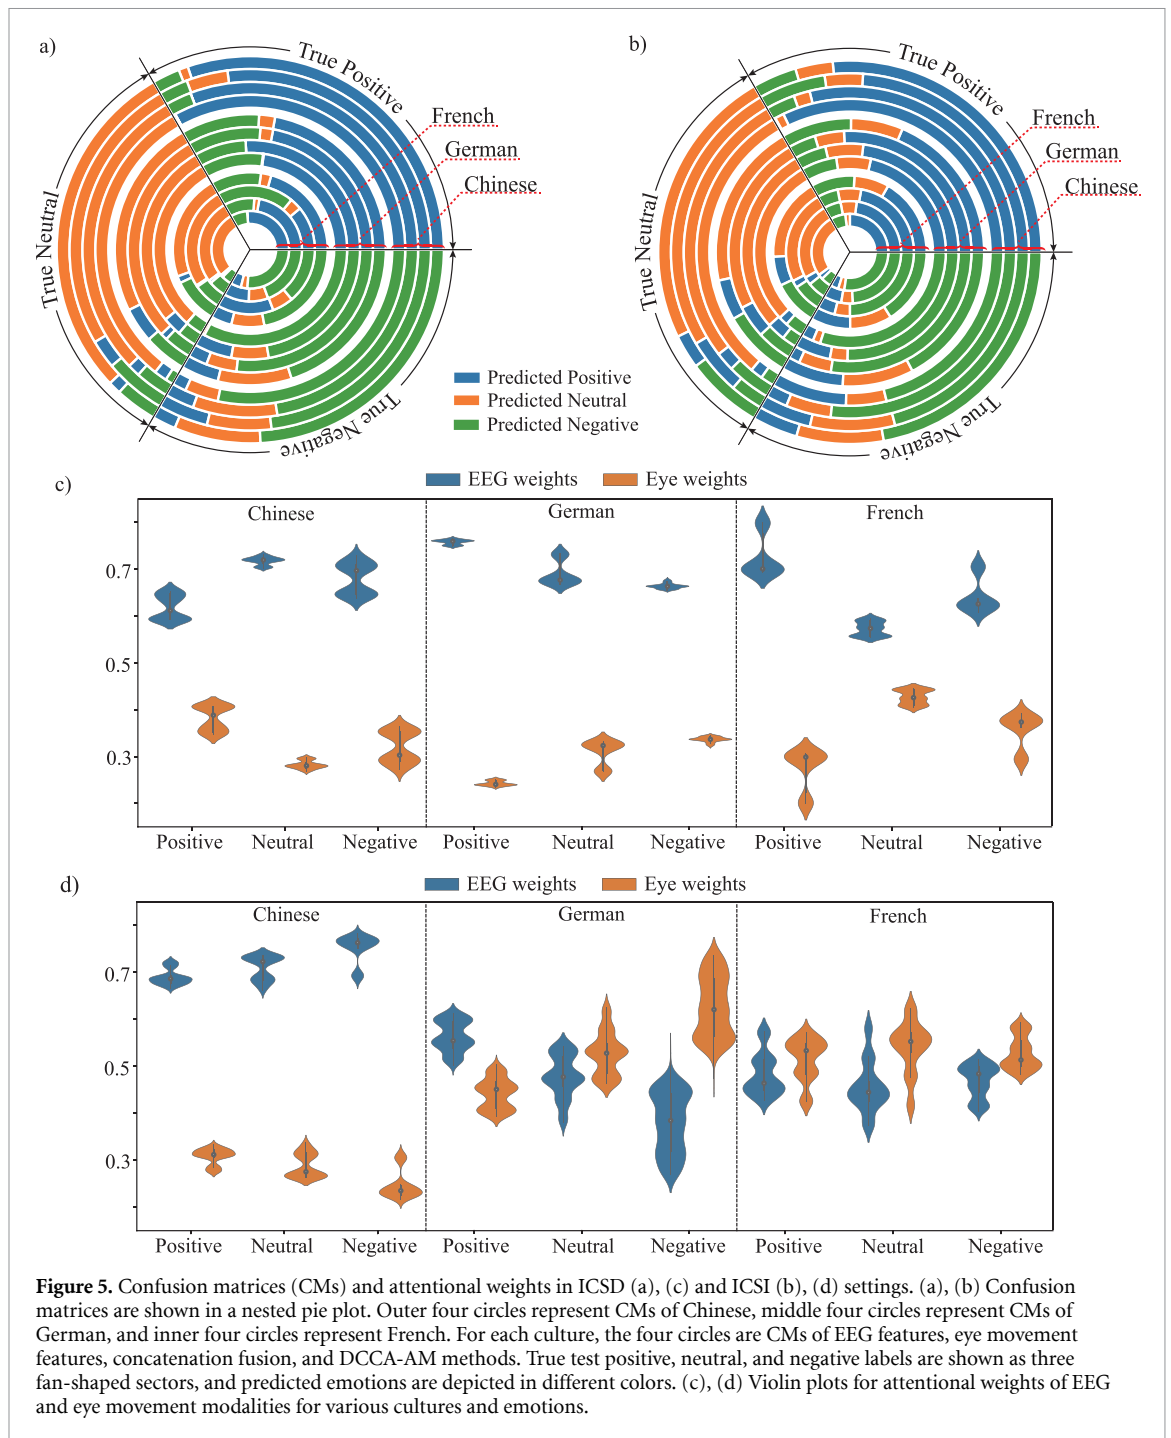 a)
True Positive
True Neutral
True Negative
French
German
Chinese
b)
True Positive
True Neutral
True Negative
French
German
Chinese
Predicted Positive
Predicted Neutral
Predicted Negative
c)
EEG weights Eye weights
Chinese German French
0.7
0.5
0.3
Positive Neutral Negative Positive Neutral Negative Positive Neutral Negative
d)
EEG weights Eye weights
Chinese German French
0.7
0.5
0.3
Positive Neutral Negative Positive Neutral Negative Positive Neutral Negative
Figure 5. Confusion matrices (CMs) and attentional weights in ICSD (a), (c) and ICSI (b), (d) settings. (a), (b) Confusion
matrices are shown in a nested pie plot. Outer four circles represent CMs of Chinese, middle four circles represent CMs of
German, and inner four circles represent French. For each culture, the four circles are CMs of EEG features, eye movement
features, concatenation fusion, and DCCA-AM methods. True test positive, neutral, and negative labels are shown as three
fan-shaped sectors, and predicted emotions are depicted in different colors. (c), (d) Violin plots for attentional weights of EEG
and eye movement modalities for various cultures and emotions.